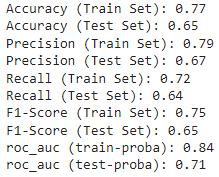 Accuracy (Train Set): 0.77
Accuracy (Test Set): 0.65
Precision (Train Set): 0.79
Precision (Test Set): 0.67
Recall (Train Set): 0.72
Recall (Test Set): 0.64
F1-Score (Train Set): 0.75
F1-Score (Test Set): 0.65
roc_auc (train-proba): 0.84
roc_auc (test-proba): 0.71